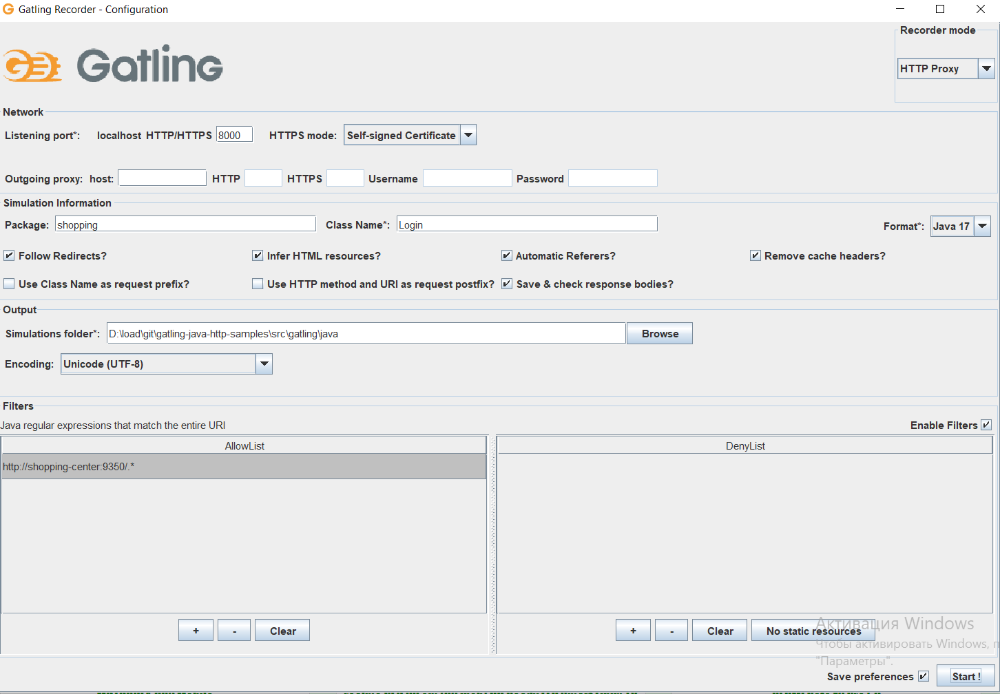 Gatling Recorder - Configuration
Recorder mode
Gatling
HTTP Proxy
Network
Listening port*: localhost HTTP/HTTPS 8000 HTTPS mode: Self-signed Certificate
Outgoing proxy: host: HTTP HTTPS Username Password
Simulation Information
Package: shopping Class Name*: Login Format*: Java 17
Follow Redirects? Infer HTML resources? Automatic Referers? Remove cache headers?
Use Class Name as request prefix? Use HTTP method and URI as request postfix? Save & check response bodies?
Output
Simulations folder*: D:\load\git\gatling-java-http-samples\src\gatling\java Browse
Encoding: Unicode (UTF-8)
Filters
Java regular expressions that match the entire URI Enable Filters
AllowList DenyList
http://shopping-center:9350/.*
+ - Clear + - Clear No static resources
Активация Windows
Чтобы активировать Windows, п
"Параметры".
Save preferences Start !